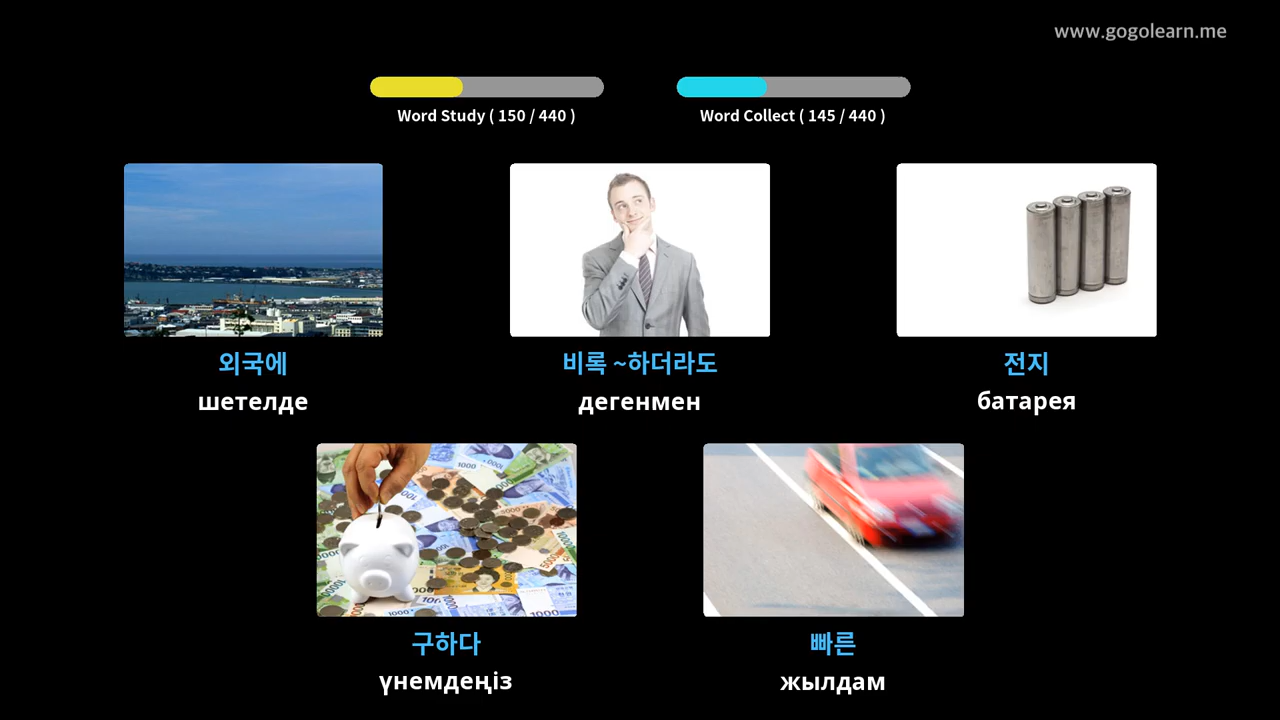 www.gogolearn.me
Word Study ( 150 / 440 )
Word Collect ( 145 / 440 )
외국에
шетелде
비록 ~하더라도
дегенмен
전지
батарея
구하다
үнемдеңіз
빠른
жылдам